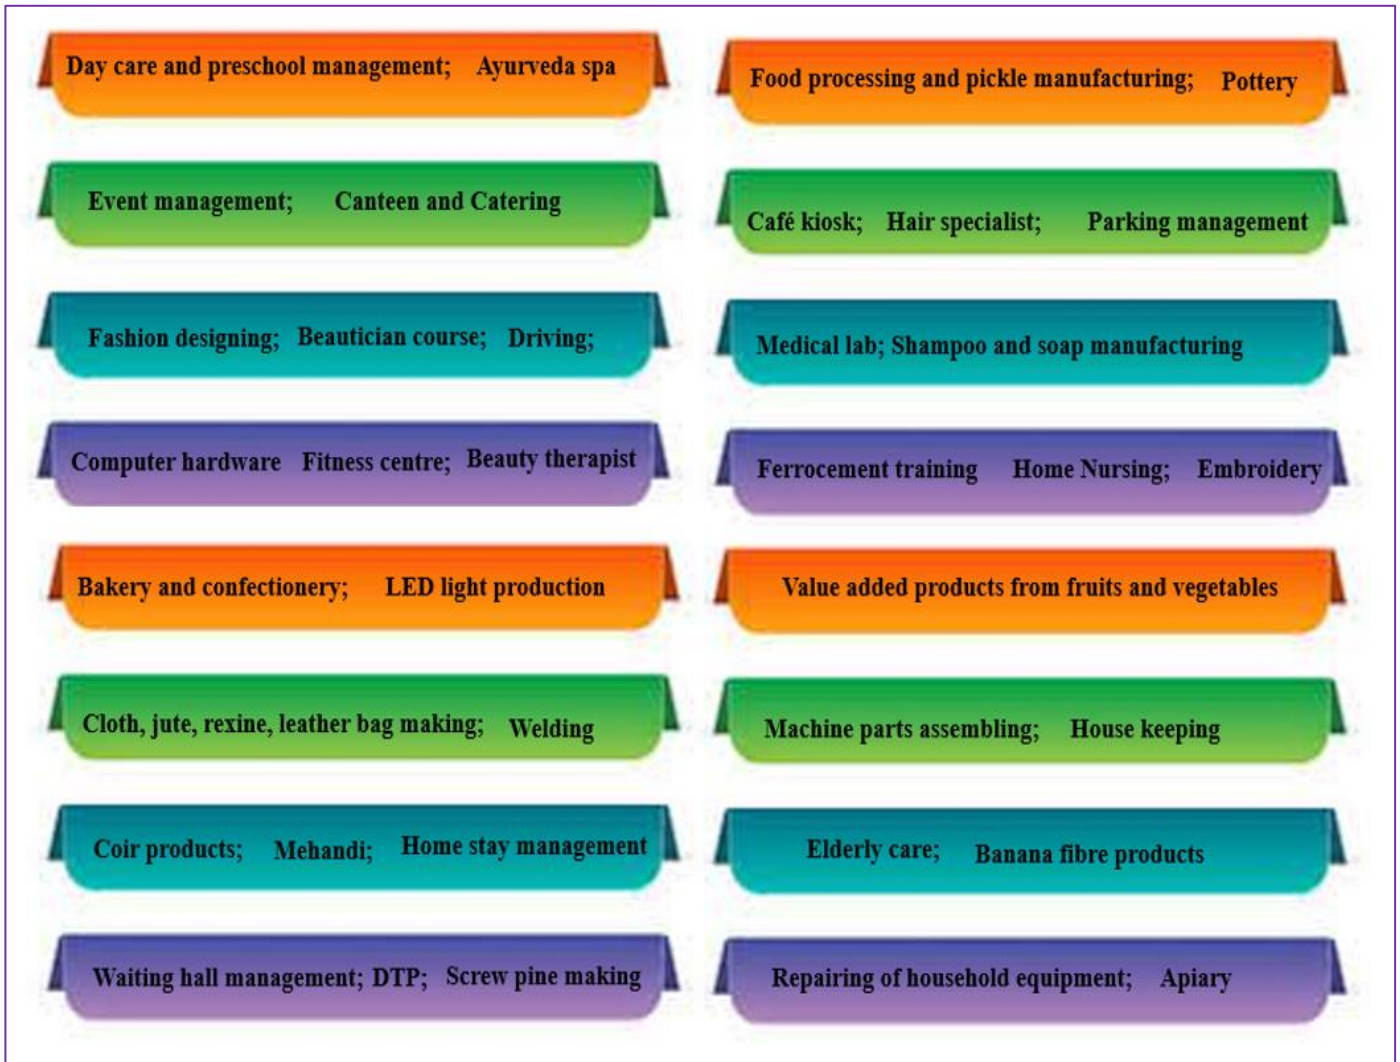 Day care and preschool management; Ayurveda spa
Event management; Canteen and Catering
Fashion designing; Beautician course; Driving;
Computer hardware Fitness centre; Beauty therapist
Bakery and confectionery; LED light production
Cloth, jute, rexine, leather bag making; Welding
Coir products; Mehandi; Home stay management
Waiting hall management; DTP; Screw pine making
Food processing and pickle manufacturing; Pottery
Café kiosk; Hair specialist; Parking management
Medical lab; Shampoo and soap manufacturing
Ferrocement training Home Nursing; Embroidery
Value added products from fruits and vegetables
Machine parts assembling; House keeping
Elderly care; Banana fibre products
Repairing of household equipment; Apiary